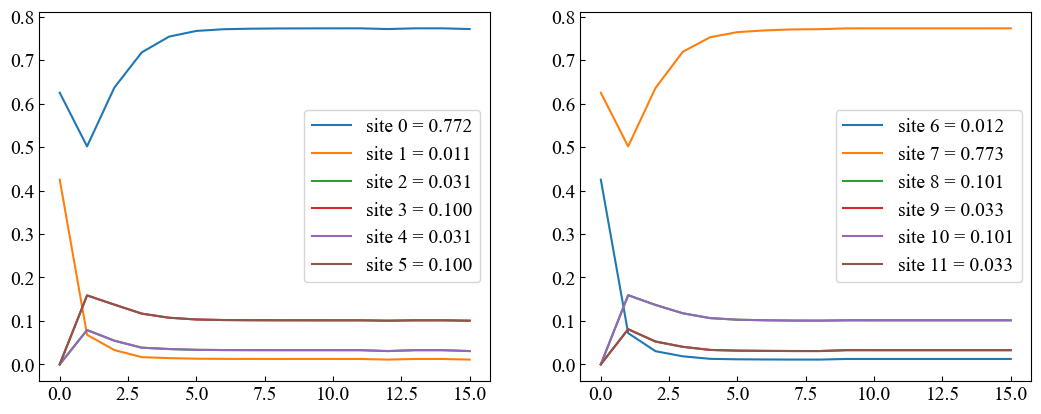 0.8
0.7
0.6
0.5
0.4
0.3
0.2
0.1
0.0
site 0 = 0.772
site 1 = 0.011
site 2 = 0.031
site 3 = 0.100
site 4 = 0.031
site 5 = 0.100
0.0 2.5 5.0 7.5 10.0 12.5 15.0
0.8
0.7
0.6
0.5
0.4
0.3
0.2
0.1
0.0
site 6 = 0.012
site 7 = 0.773
site 8 = 0.101
site 9 = 0.033
site 10 = 0.101
site 11 = 0.033
0.0 2.5 5.0 7.5 10.0 12.5 15.0